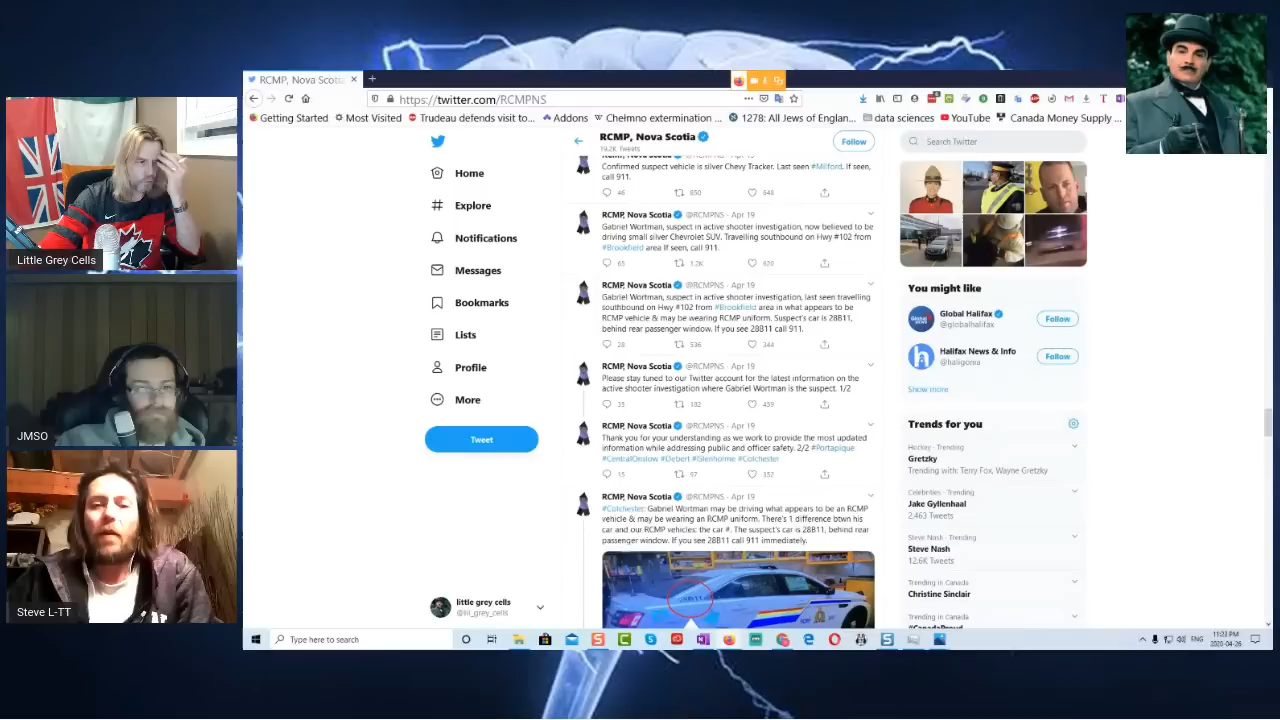 RCMP, Nova Scotia
https://twitter.com/RCMPNS
Getting Started
Most Visited
Trudeau defends visit to...
Addons
Chełmno extermination ...
1278: All Jews of Englan...
data sciences
YouTube
Canada Money Supply ...
Little Grey Cells
JMSO
Steve L-TT
Home
Explore
Notifications
Messages
Bookmarks
Lists
Profile
More
Tweet
little grey cells
@lil_grey_cells
RCMP, Nova Scotia
19.2K Tweets
Follow
Confirmed suspect vehicle is silver Chevy Tracker. Last seen #Milford. If seen,
call 911.
46 850 648
RCMP, Nova Scotia @RCMPNS · Apr 19
Gabriel Wortman, suspect in active shooter investigation, now believed to be
driving small silver Chevrolet SUV. Travelling southbound on Hwy #102 from
#Brookfield area If seen, call 911.
65 1.2K 820
RCMP, Nova Scotia @RCMPNS · Apr 19
Gabriel Wortman, suspect in active shooter investigation, last seen travelling
southbound on Hwy #102 from #Brookfield area in what appears to be
RCMP vehicle & may be wearing RCMP uniform. Suspect's car is 28B11,
behind rear passenger window. If you see 28B11 call 911.
28 536 344
RCMP, Nova Scotia @RCMPNS · Apr 19
Please stay tuned to our Twitter account for the latest information on the
active shooter investigation where Gabriel Wortman is the suspect. 1/2
35 102 459
RCMP, Nova Scotia @RCMPNS · Apr 19
Thank you for your understanding as we work to provide the most updated
information while addressing public and officer safety. 2/2 #Portapique
#CentralOnslow #Debert #Glenhorme #Colchester
15 97 352
RCMP, Nova Scotia @RCMPNS · Apr 19
#Colchester: Gabriel Wortman may be driving what appears to be an RCMP
vehicle & may be wearing an RCMP uniform. There's 1 difference btwn his
car and our RCMP vehicles: the car #. The suspect's car is 28B11, behind rear
passenger window. If you see 28B11 call 911 immediately.
Search Twitter
You might like
Global Halifax
@globalhalifax
Follow
Halifax News & Info
@haligonia
Follow
Show more
Trends for you
Hockey · Trending
Gretzky
Trending with: Terry Fox, Wayne Gretzky
Celebrities · Trending
Jake Gyllenhaal
2,463 Tweets
Steve Nash · Trending
Steve Nash
12.6K Tweets
Trending in Canada
Christine Sinclair
Trending in Canada
#CanadaProud
Type here to search
ENG
11:23 PM
2020-04-26